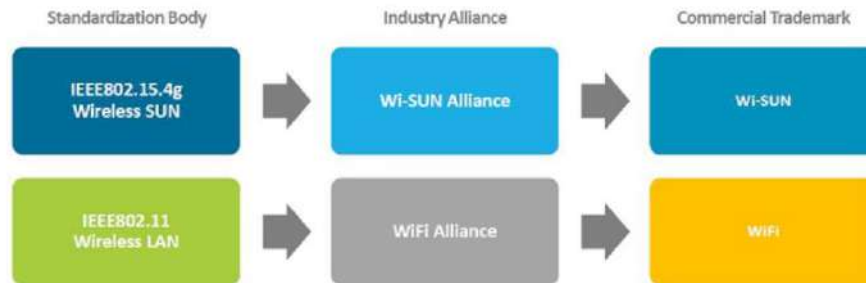 Standardization Body
Industry Alliance
Commercial Trademark
IEEE802.15.4g
Wireless SUN
Wi-SUN Alliance
Wi-SUN
IEEE802.11
Wireless LAN
WiFi Alliance
WiFi